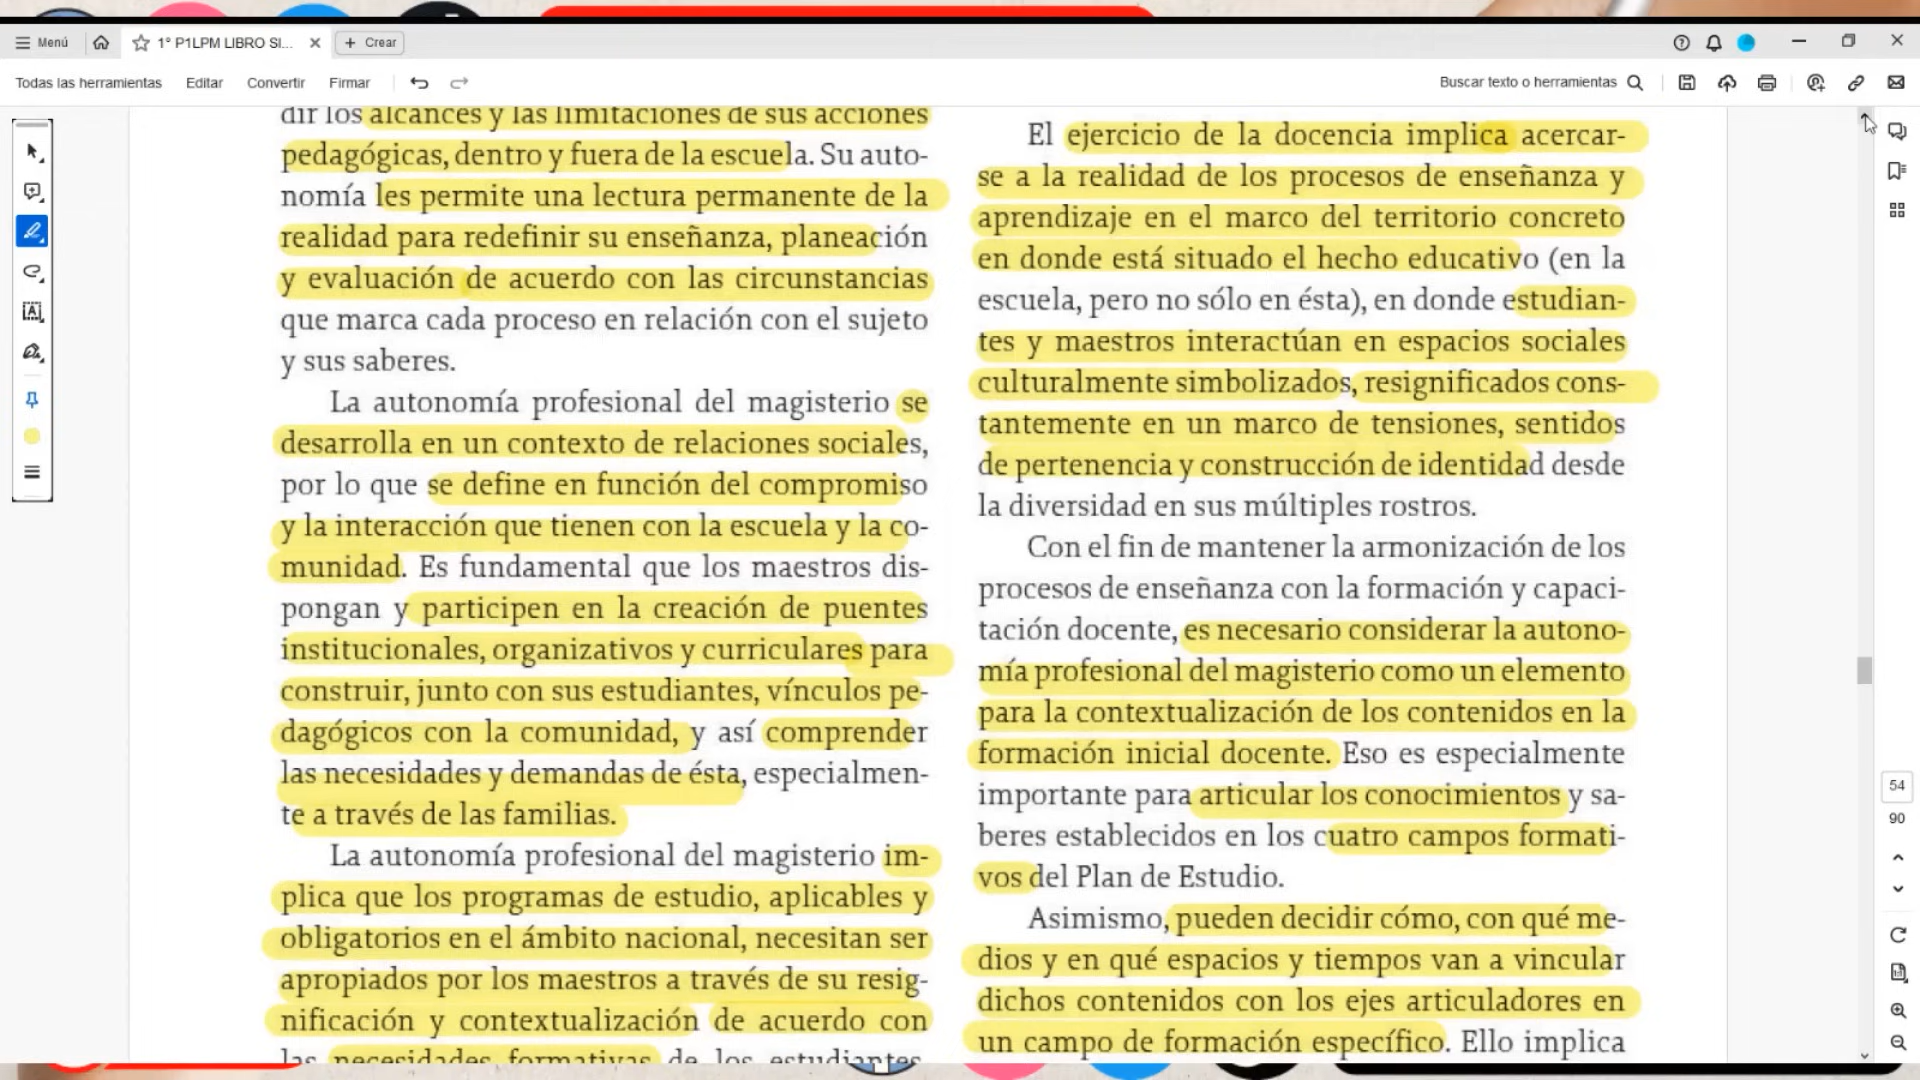 Menú
1° P1LPM LIBRO SI...
Crear
Todas las herramientas
Editar
Convertir
Firmar
Buscar texto o herramientas
dir los alcances y las limitaciones de sus acciones
pedagógicas, dentro y fuera de la escuela. Su auto-
nomía les permite una lectura permanente de la
realidad para redefinir su enseñanza, planeación
y evaluación de acuerdo con las circunstancias
que marca cada proceso en relación con el sujeto
y sus saberes.
La autonomía profesional del magisterio se
desarrolla en un contexto de relaciones sociales,
por lo que se define en función del compromiso
y la interacción que tienen con la escuela y la co-
munidad. Es fundamental que los maestros dis-
pongan y participen en la creación de puentes
institucionales, organizativos y curriculares para
construir, junto con sus estudiantes, vínculos pe-
dagógicos con la comunidad, y así comprender
las necesidades y demandas de ésta, especialmen-
te a través de las familias.
La autonomía profesional del magisterio im-
plica que los programas de estudio, aplicables y
obligatorios en el ámbito nacional, necesitan ser
apropiados por los maestros a través de su resig-
nificación y contextualización de acuerdo con
las necesidades formativas de los estudiantes,
El ejercicio de la docencia implica acercar-
se a la realidad de los procesos de enseñanza y
aprendizaje en el marco del territorio concreto
en donde está situado el hecho educativo (en la
escuela, pero no sólo en ésta), en donde estudian-
tes y maestros interactúan en espacios sociales
culturalmente simbolizados, resignificados cons-
tantemente en un marco de tensiones, sentidos
de pertenencia y construcción de identidad desde
la diversidad en sus múltiples rostros.
Con el fin de mantener la armonización de los
procesos de enseñanza con la formación y capaci-
tación docente, es necesario considerar la autono-
mía profesional del magisterio como un elemento
para la contextualización de los contenidos en la
formación inicial docente. Eso es especialmente
importante para articular los conocimientos y sa-
beres establecidos en los cuatro campos formati-
vos del Plan de Estudio.
Asimismo, pueden decidir cómo, con qué me-
dios y en qué espacios y tiempos van a vincular
dichos contenidos con los ejes articuladores en
un campo de formación específico. Ello implica
54
90